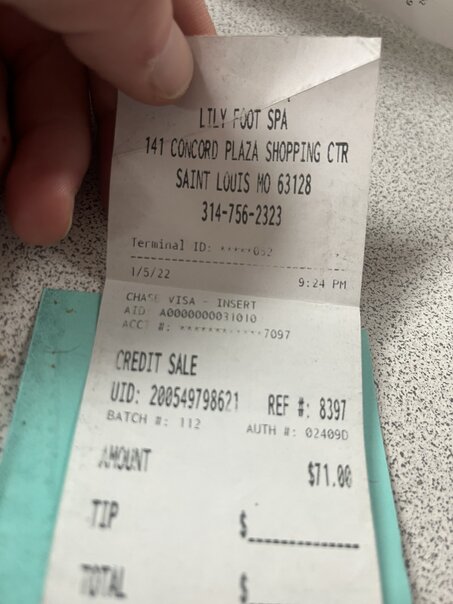 LILY FOOT SPA
141 CONCORD PLAZA SHOPPING CTR
SAINT LOUIS MO 63128
314-756-2323
Terminal ID: *****032
1/5/22 9:24 PM
CHASE VISA - INSERT
AID: A0000000031010
ACCT #: ************7097
CREDIT SALE
UID: 200549798621 REF #: 8397
BATCH #: 112 AUTH #: 02409D
AMOUNT $71.00
TIP $
TOTAL $